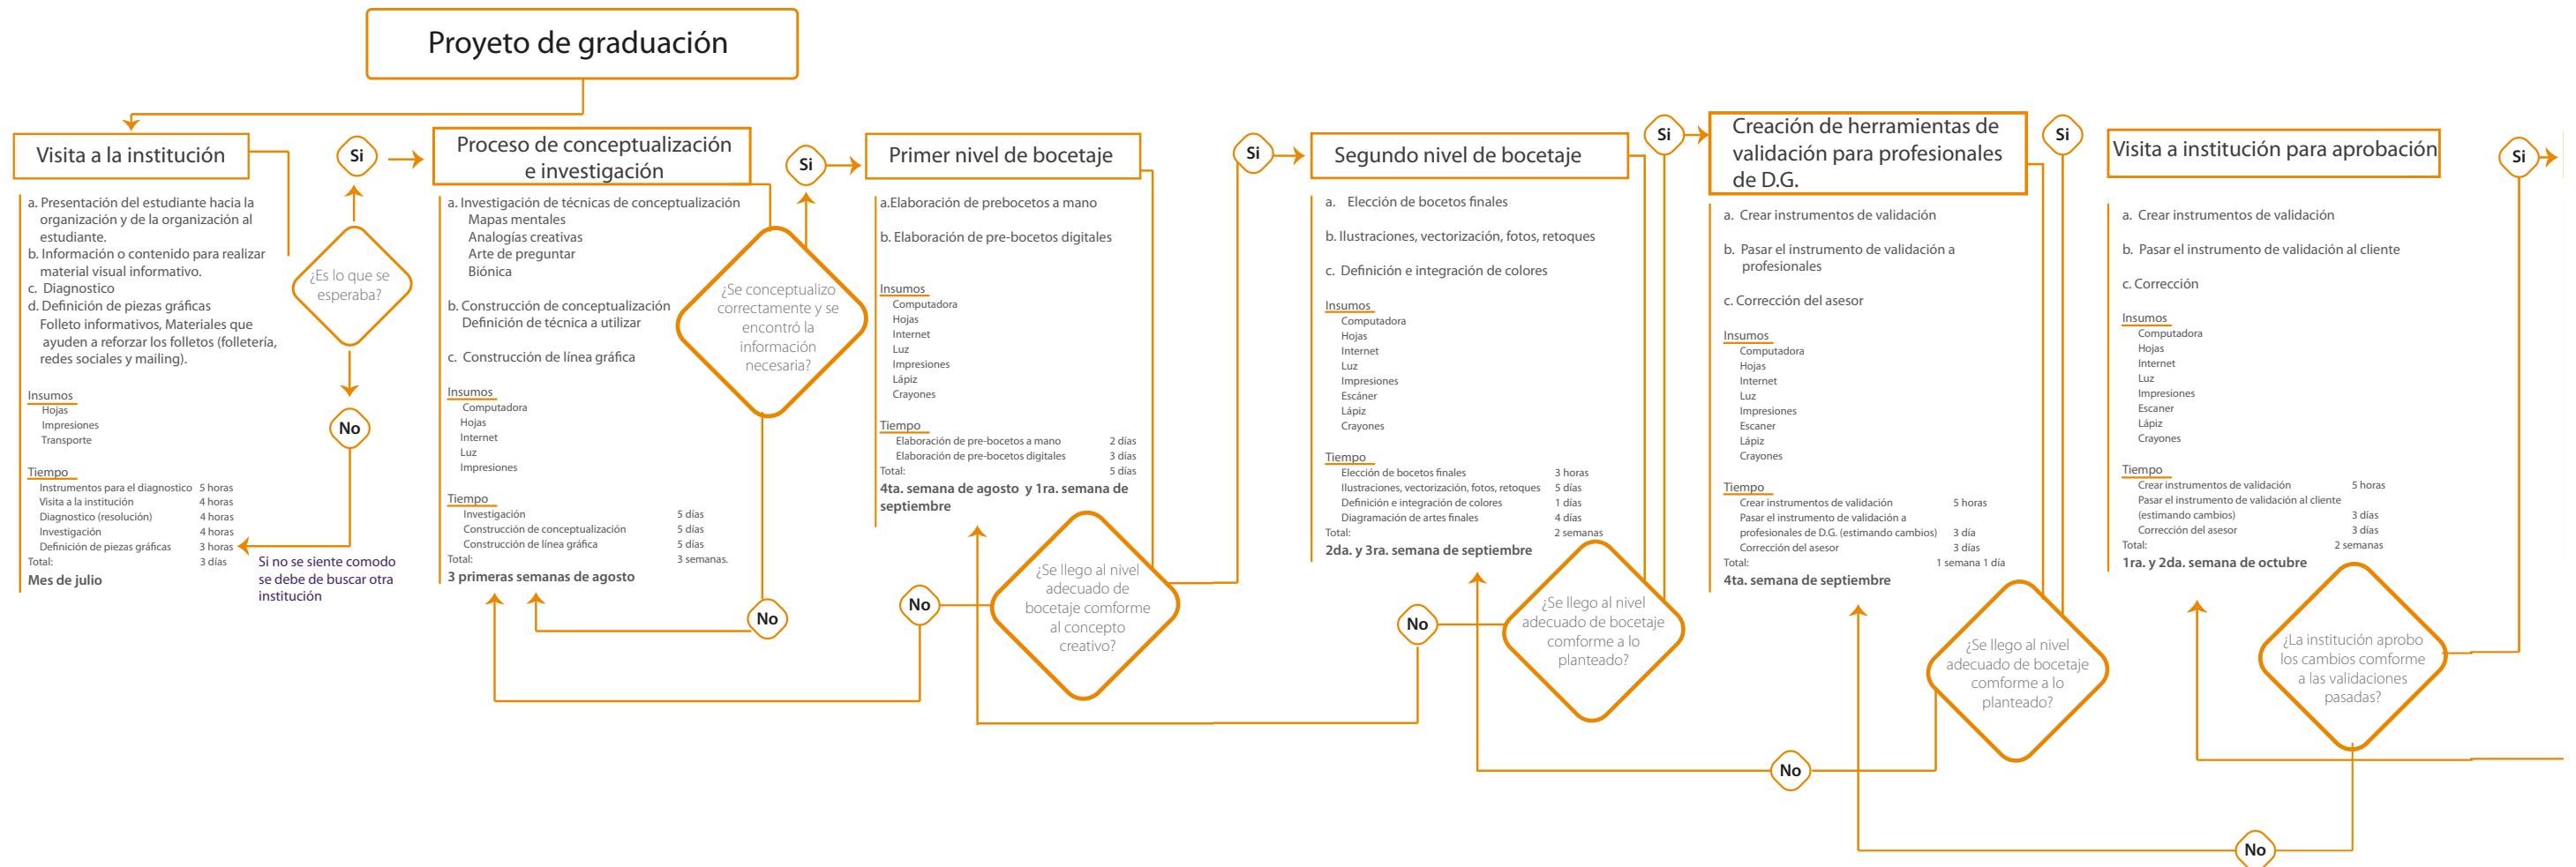 Proyeto de graduación
Visita a la institución
a. Presentación del estudiante hacia la
organización y de la organización al
estudiante.
b. Información o contenido para realizar
material visual informativo.
c. Diagnostico
d. Definición de piezas gráficas
Folleto informativos, Materiales que
ayuden a reforzar los folletos (folletería,
redes sociales y mailing).
Insumos
Hojas
Impresiones
Transporte
Tiempo
Instrumentos para el diagnostico 5 horas
Visita a la institución 4 horas
Diagnostico (resolución) 4 horas
Investigación 4 horas
Definición de piezas gráficas 3 horas
Total: 3 días
Mes de julio
¿Es lo que se
esperaba?
Si
No
Si no se siente comodo
se debe de buscar otra
institución
Proceso de conceptualización
e investigación
a. Investigación de técnicas de conceptualización
Mapas mentales
Analogías creativas
Arte de preguntar
Biónica
b. Construcción de conceptualización
Definición de técnica a utilizar
c. Construcción de línea gráfica
Insumos
Computadora
Hojas
Internet
Luz
Impresiones
Tiempo
Investigación 5 días
Construcción de conceptualización 5 días
Construcción de línea gráfica 5 días
Total: 3 semanas.
3 primeras semanas de agosto
¿Se conceptualizo
correctamente y se
encontró la
información
necesaria?
Si
No
Primer nivel de bocetaje
a.Elaboración de prebocetos a mano
b. Elaboración de pre-bocetos digitales
Insumos
Computadora
Hojas
Internet
Luz
Impresiones
Lápiz
Crayones
Tiempo
Elaboración de pre-bocetos a mano 2 días
Elaboración de pre-bocetos digitales 3 días
Total: 5 días
4ta. semana de agosto y 1ra. semana de
septiembre
¿Se llego al nivel
adecuado de
bocetaje comforme
al concepto
creativo?
No
Si
Segundo nivel de bocetaje
a. Elección de bocetos finales
b. Ilustraciones, vectorización, fotos, retoques
c. Definición e integración de colores
Insumos
Computadora
Hojas
Internet
Luz
Impresiones
Escáner
Lápiz
Crayones
Tiempo
Elección de bocetos finales 3 horas
Ilustraciones, vectorización, fotos, retoques 5 días
Definición e integración de colores 1 días
Diagramación de artes finales 4 días
Total: 2 semanas
2da. y 3ra. semana de septiembre
¿Se llego al nivel
adecuado de bocetaje
comforme a lo
planteado?
No
Si
Creación de herramientas de
validación para profesionales
de D.G.
a. Crear instrumentos de validación
b. Pasar el instrumento de validación a
profesionales
c. Corrección del asesor
Insumos
Computadora
Hojas
Internet
Luz
Impresiones
Escaner
Lápiz
Crayones
Tiempo
Crear instrumentos de validación 5 horas
Pasar el instrumento de validación a
profesionales de D.G. (estimando cambios) 3 día
Corrección del asesor 3 días
Total: 1 semana 1 día
4ta. semana de septiembre
¿Se llego al nivel
adecuado de bocetaje
comforme a lo
planteado?
No
Si
Visita a institución para aprobación
a. Crear instrumentos de validación
b. Pasar el instrumento de validación al cliente
c. Corrección
Insumos
Computadora
Hojas
Internet
Luz
Impresiones
Escaner
Lápiz
Crayones
Tiempo
Crear instrumentos de validación 5 horas
Pasar el instrumento de validación al cliente
(estimando cambios) 3 días
Corrección del asesor 3 días
Total: 2 semanas
1ra. y 2da. semana de octubre
¿La institución aprobo
los cambios comforme
a las validaciones
pasadas?
Si
No